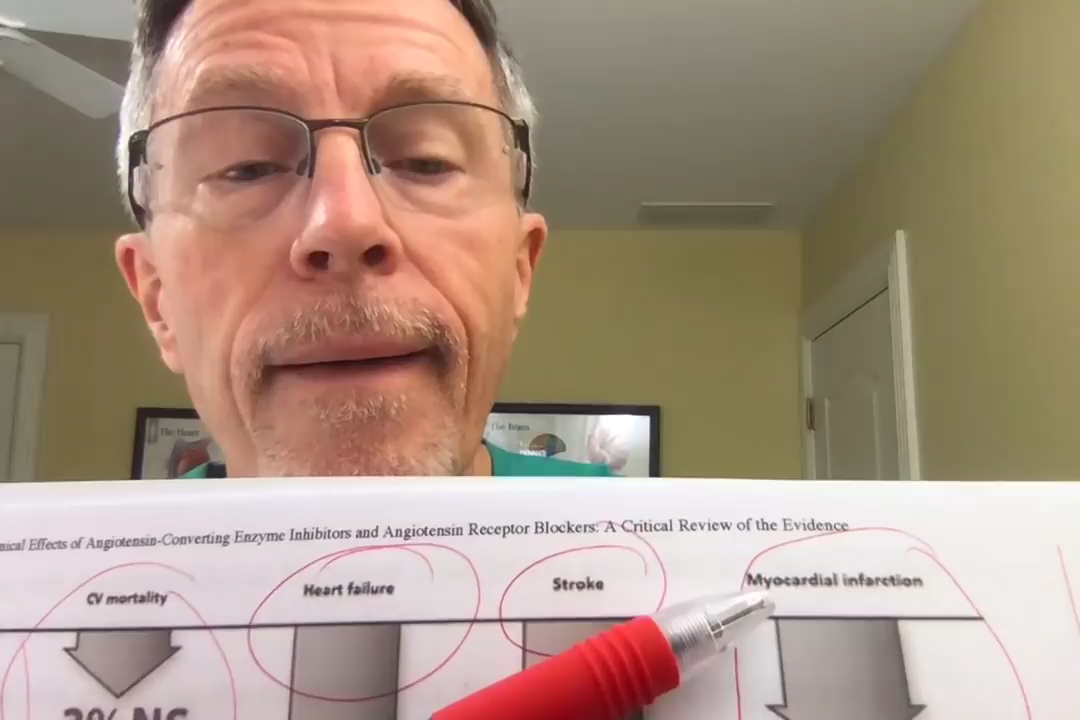 The Heart
The Brain
nical Effects of Angiotensin-Converting Enzyme Inhibitors and Angiotensin Receptor Blockers: A Critical Review of the Evidence
CV mortality
Heart failure
Stroke
Myocardial infarction